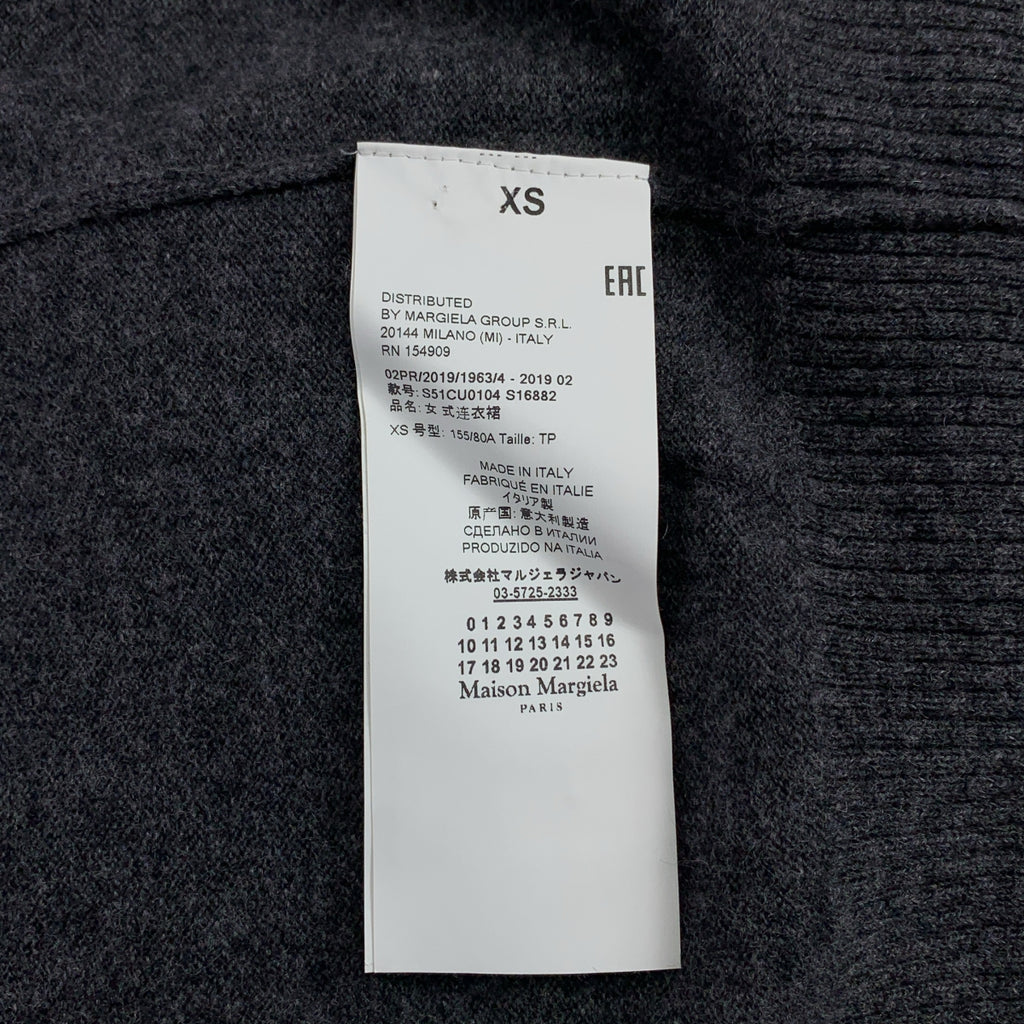 XS
EAC
DISTRIBUTED
BY MARGIELA GROUP S.R.L.
20144 MILANO (MI) - ITALY
RN 154909
02PR/2019/1963/4 - 2019 02
款号: S51CU0104 S16882
品名: 女式连衣裙
XS 号型: 155/80A Taille: TP
MADE IN ITALY
FABRIQUÉ EN ITALIE
イタリア製
原产国: 意大利製造
СДЕЛАНО В ИТАЛИИ
PRODUZIDO NA ITALIA
株式会社マルジェラジャパン
03-5725-2333
0 1 2 3 4 5 6 7 8 9
10 11 12 13 14 15 16
17 18 19 20 21 22 23
Maison Margiela
PARIS